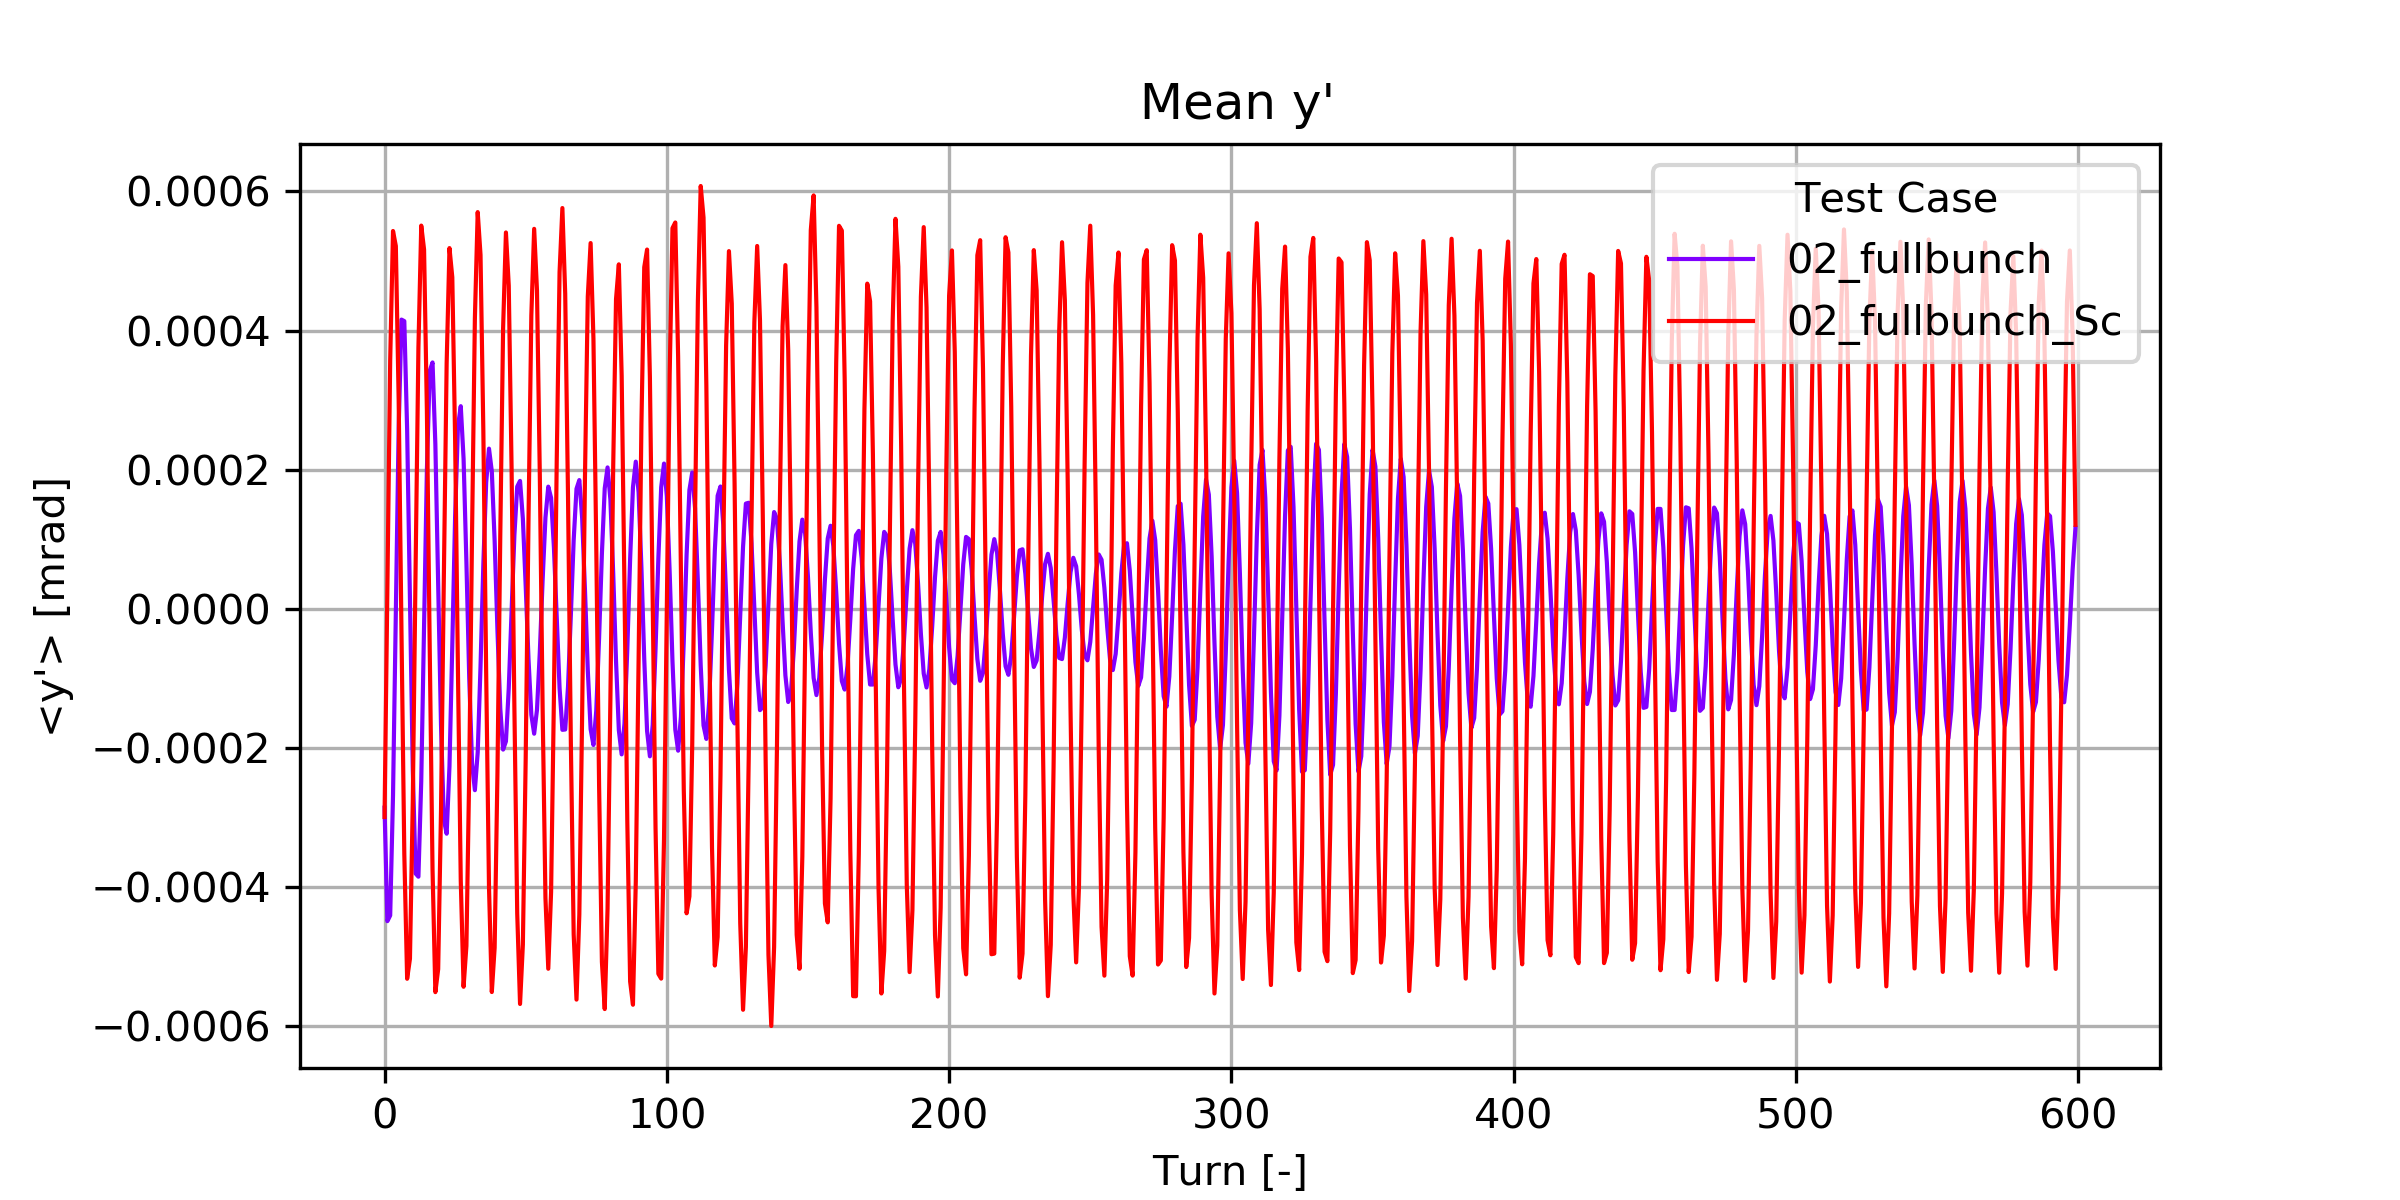 Mean y'
<y'> [mrad]
0.0006
0.0004
0.0002
0.0000
−0.0002
−0.0004
−0.0006
Test Case
02_fullbunch
02_fullbunch_Sc
0 100 200 300 400 500 600
Turn [-]